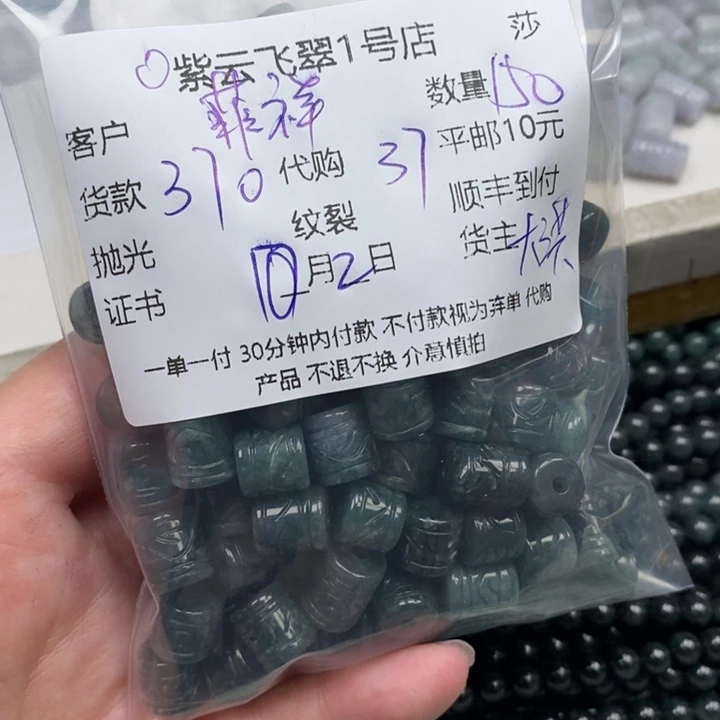 紫云飞翠1号店 莎
客户 菲祥 数量 150
货款 370 代购 37 平邮10元
抛光 纹裂 顺丰到付
证书 10月2日 货主
一单一付 30分钟内付款 不付款视为弃单 代购
产品 不退不换 介意慎拍